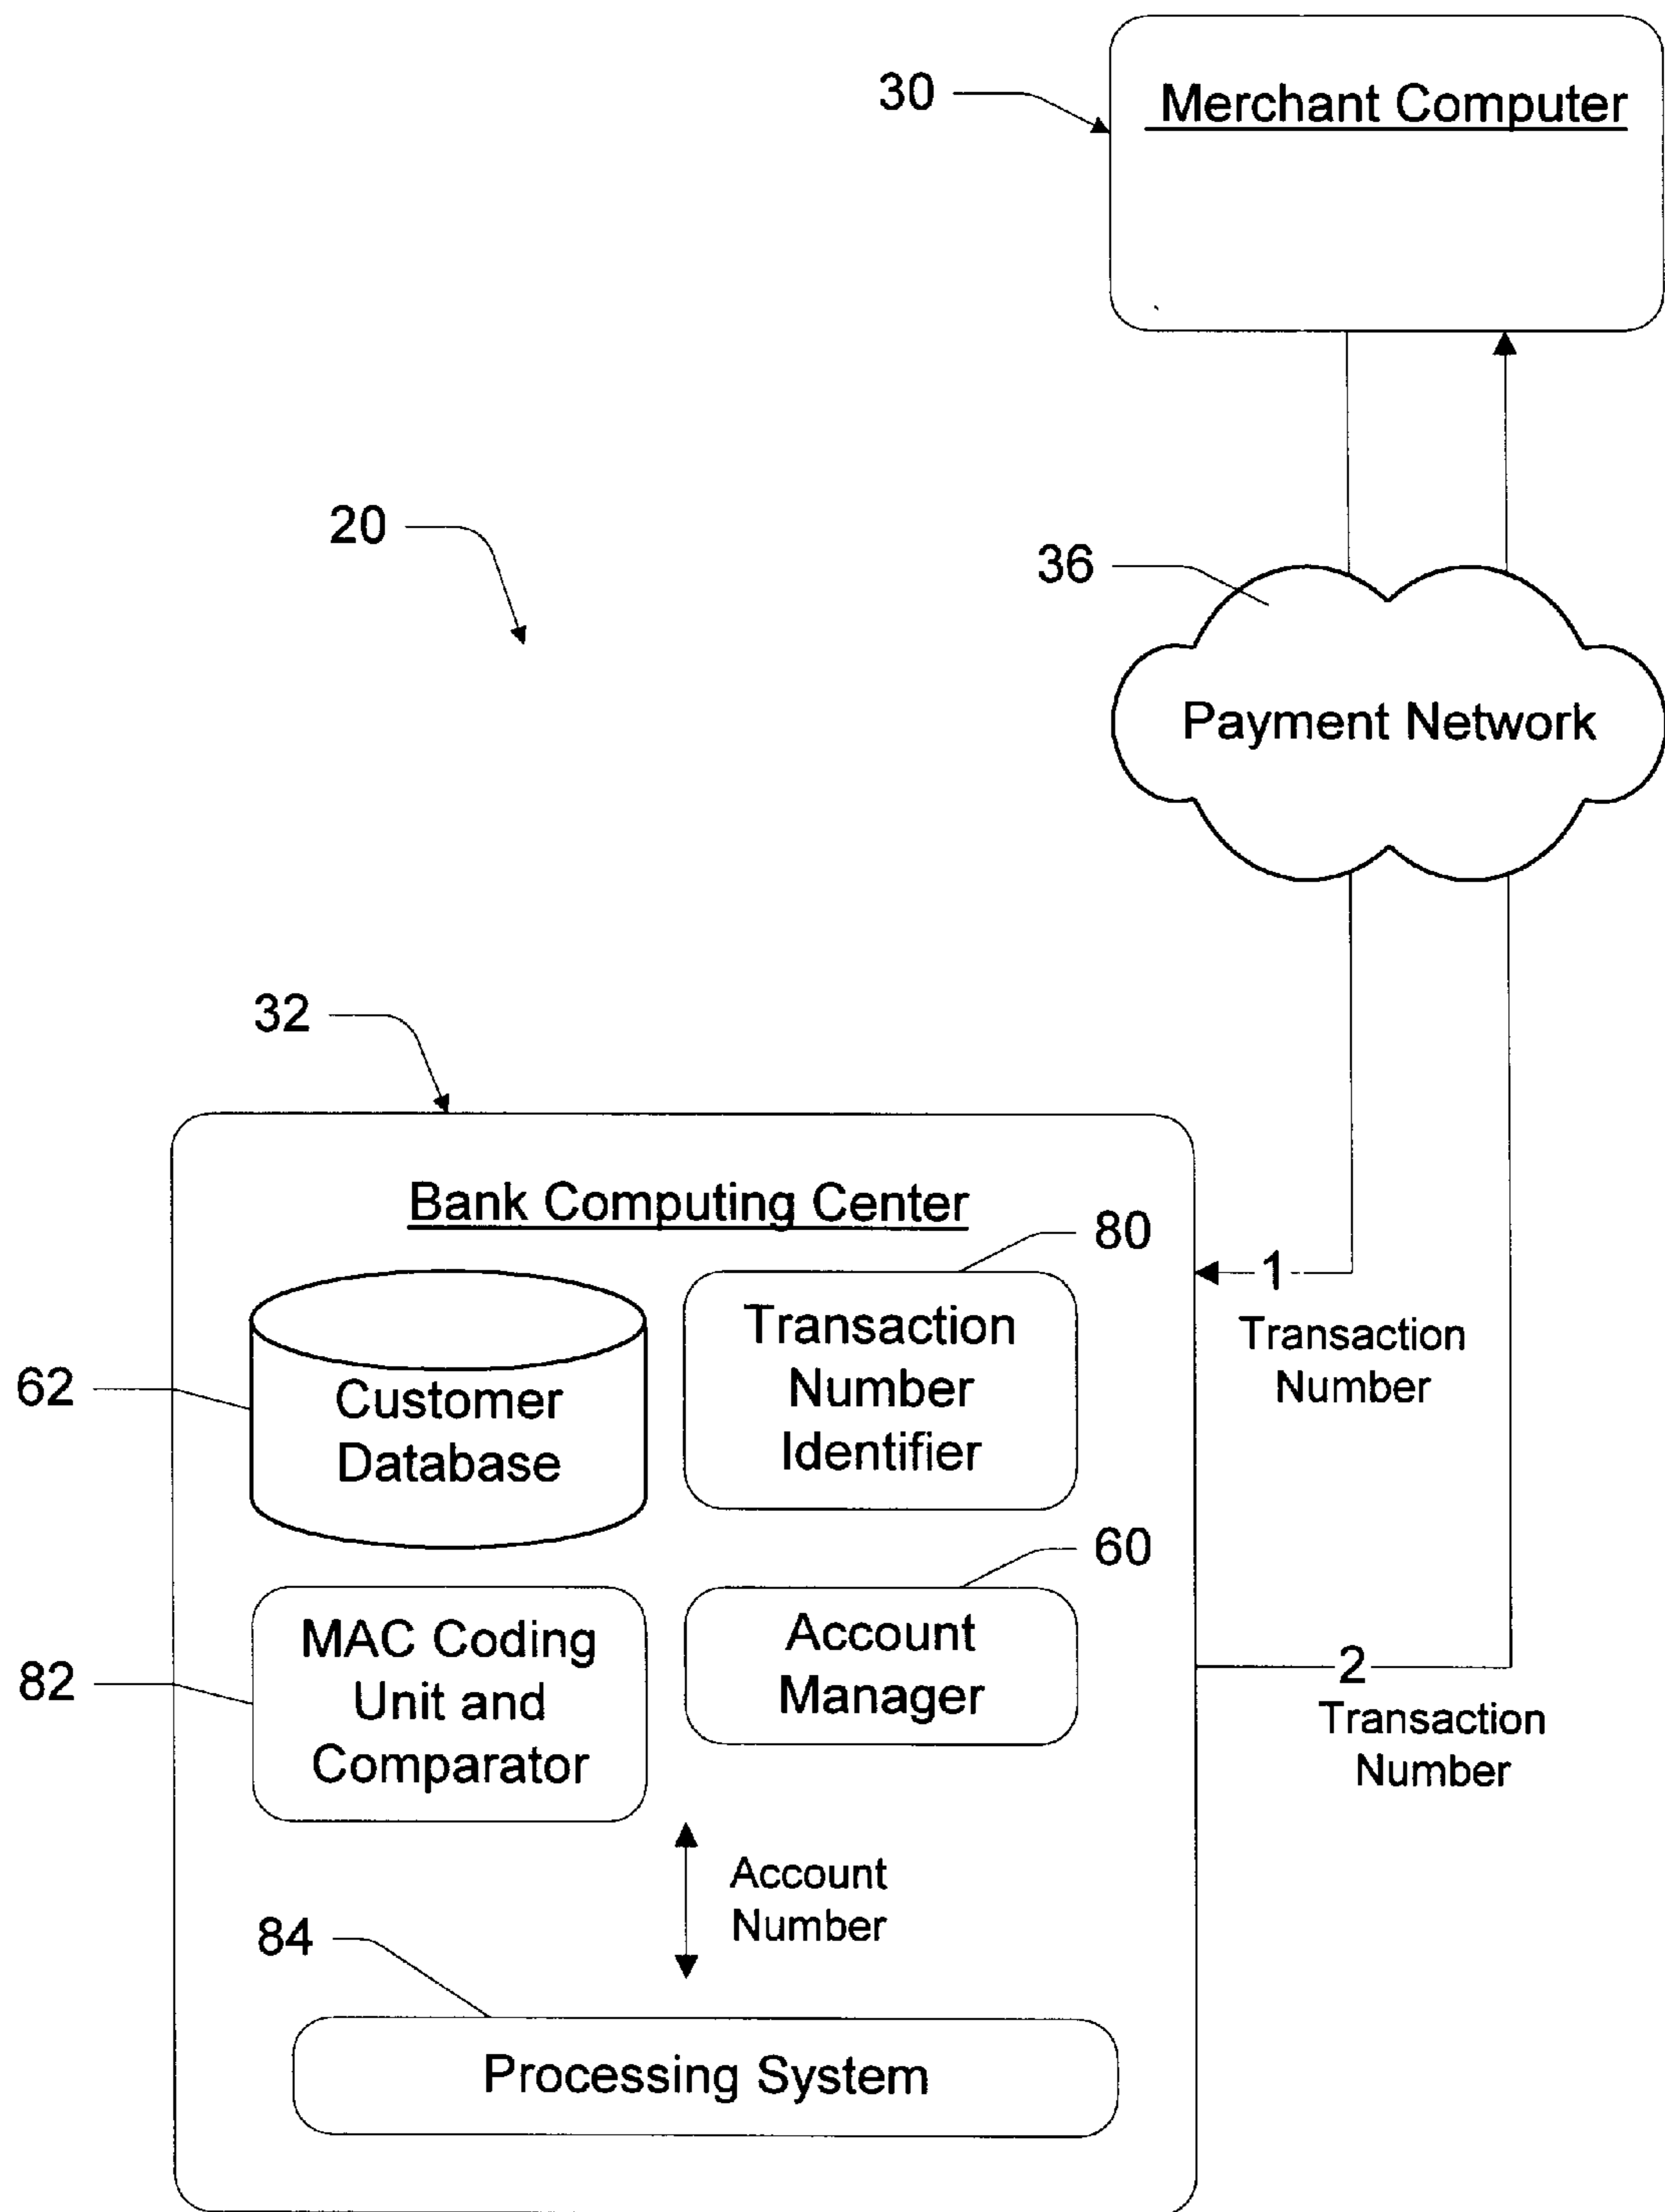 30
Merchant Computer
20
36
Payment Network
32
Bank Computing Center
80
1
Transaction
Number
62
Customer
Database
Transaction
Number
Identifier
60
82
MAC Coding
Unit and
Comparator
Account
Manager
2
Transaction
Number
Account
Number
84
Processing System